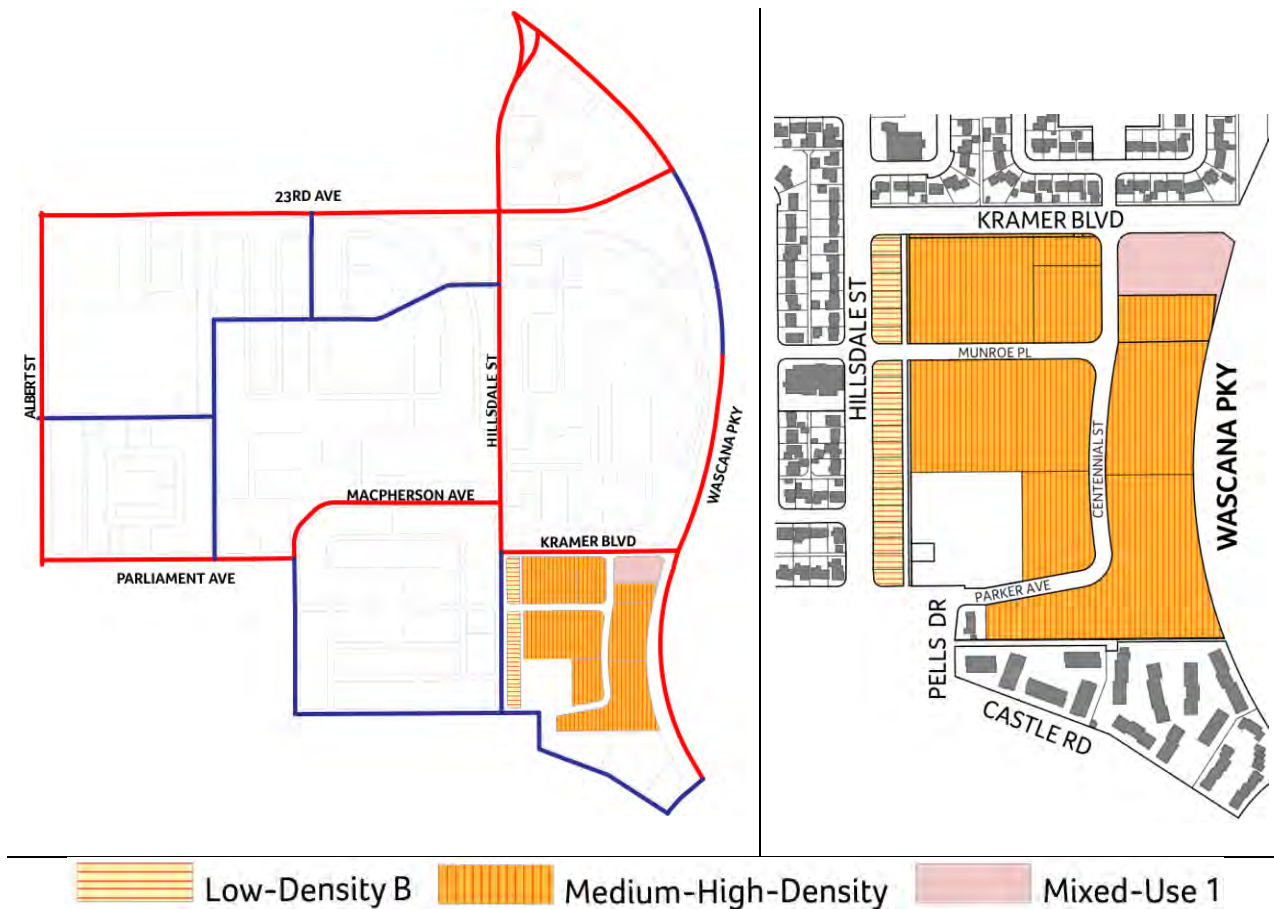 23RD AVE
ALBERT ST
HILLSDALE ST
WASCANA PKY
MACPHERSON AVE
KRAMER BLVD
PARLIAMENT AVE
KRAMER BLVD
HILLSDALE ST
MUNROE PL
WASCANA PKY
CENTENNIAL ST
PARKER AVE
PELLS DR
CASTLE RD
Low-Density B
Medium-High-Density
Mixed-Use 1